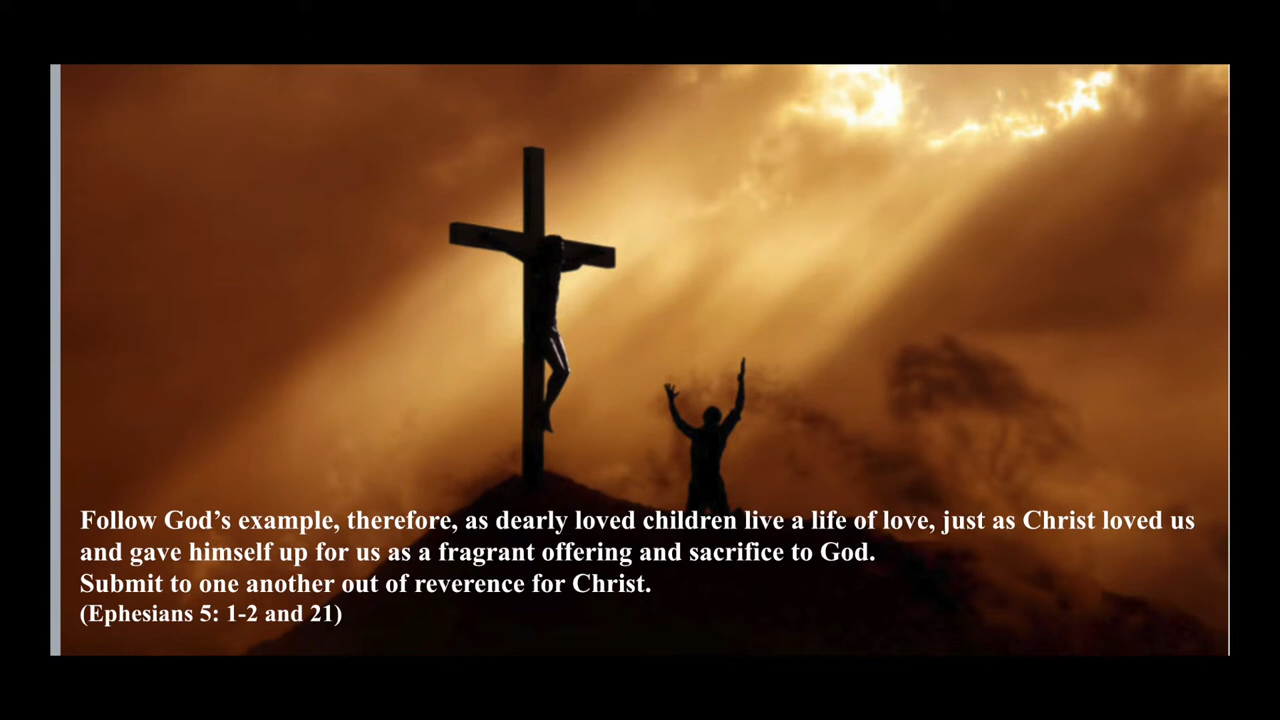 Follow God’s example, therefore, as dearly loved children live a life of love, just as Christ loved us
and gave himself up for us as a fragrant offering and sacrifice to God.
Submit to one another out of reverence for Christ.
(Ephesians 5: 1-2 and 21)